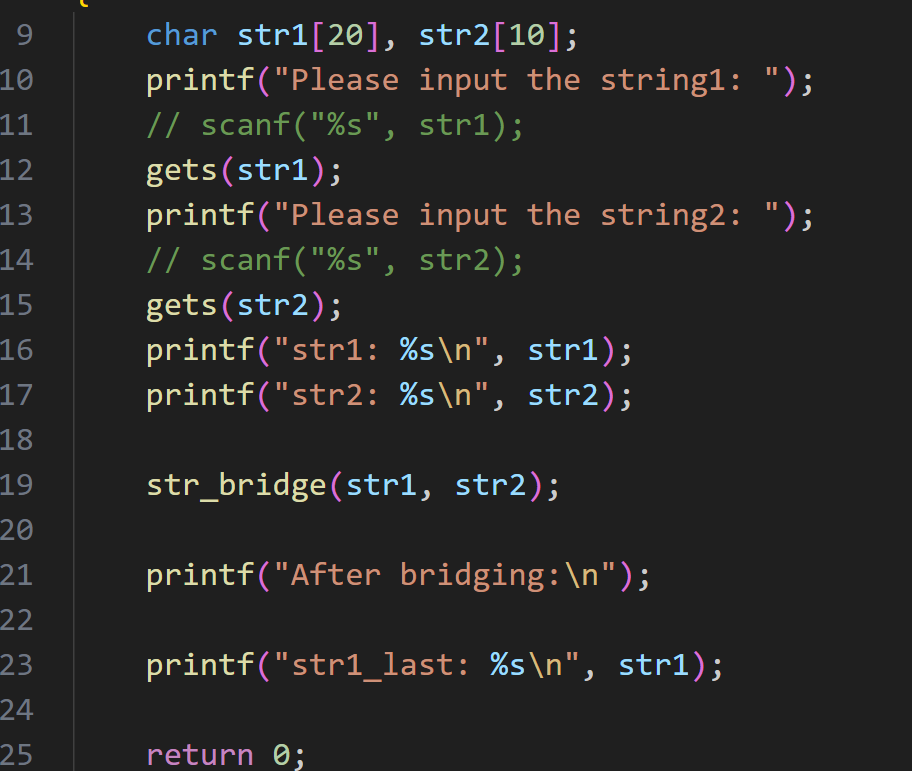 {
9 char str1[20], str2[10];
10 printf("Please input the string1: ");
11 // scanf("%s", str1);
12 gets(str1);
13 printf("Please input the string2: ");
14 // scanf("%s", str2);
15 gets(str2);
16 printf("str1: %s\n", str1);
17 printf("str2: %s\n", str2);
18
19 str_bridge(str1, str2);
20
21 printf("After bridging:\n");
22
23 printf("str1_last: %s\n", str1);
24
25 return 0;